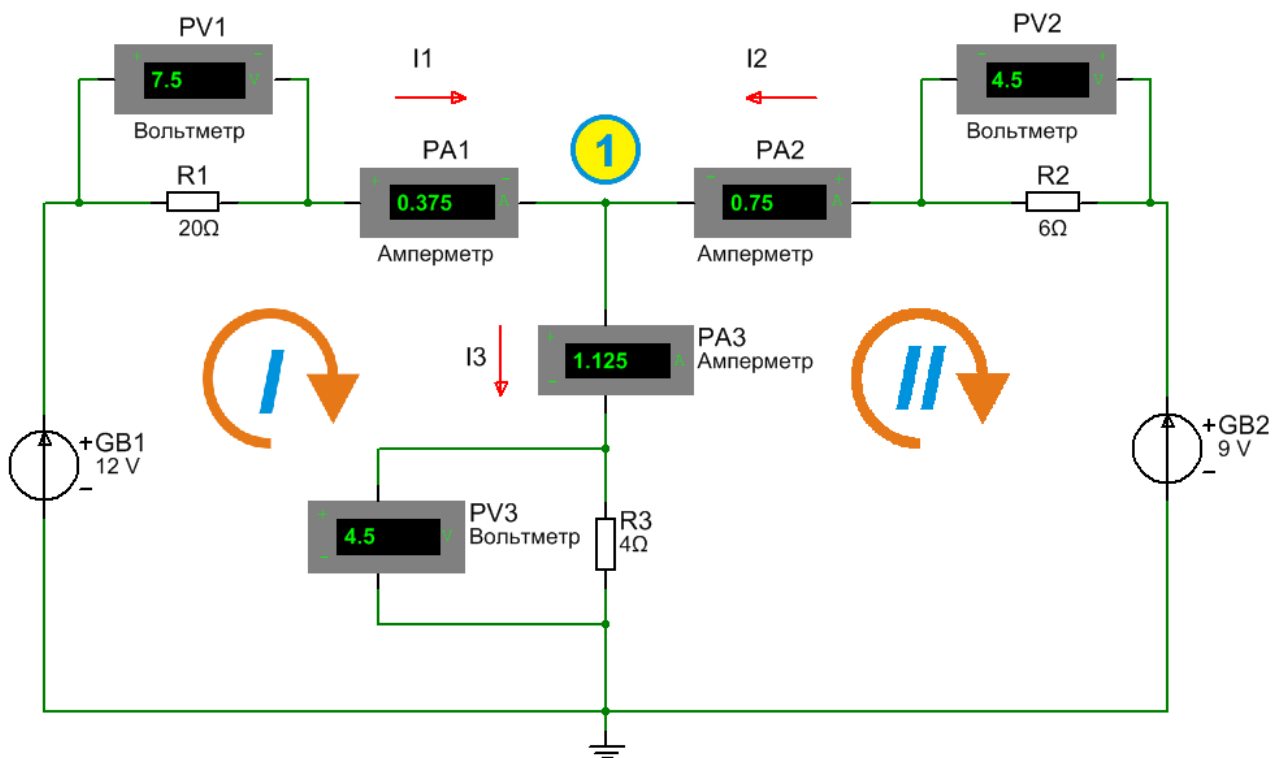 PV1
+ −
7.5 V
Вольтметр
I1
I2
PV2
− +
4.5 V
Вольтметр
R1
20Ω
PA1
+ −
0.375 A
Амперметр
1
PA2
− +
0.75 A
Амперметр
R2
6Ω
I
I3
+
1.125 A
−
PA3
Амперметр
II
+ GB1
12 V
−
+
4.5 V
−
PV3
Вольтметр
R3
4Ω
+ GB2
9 V
−